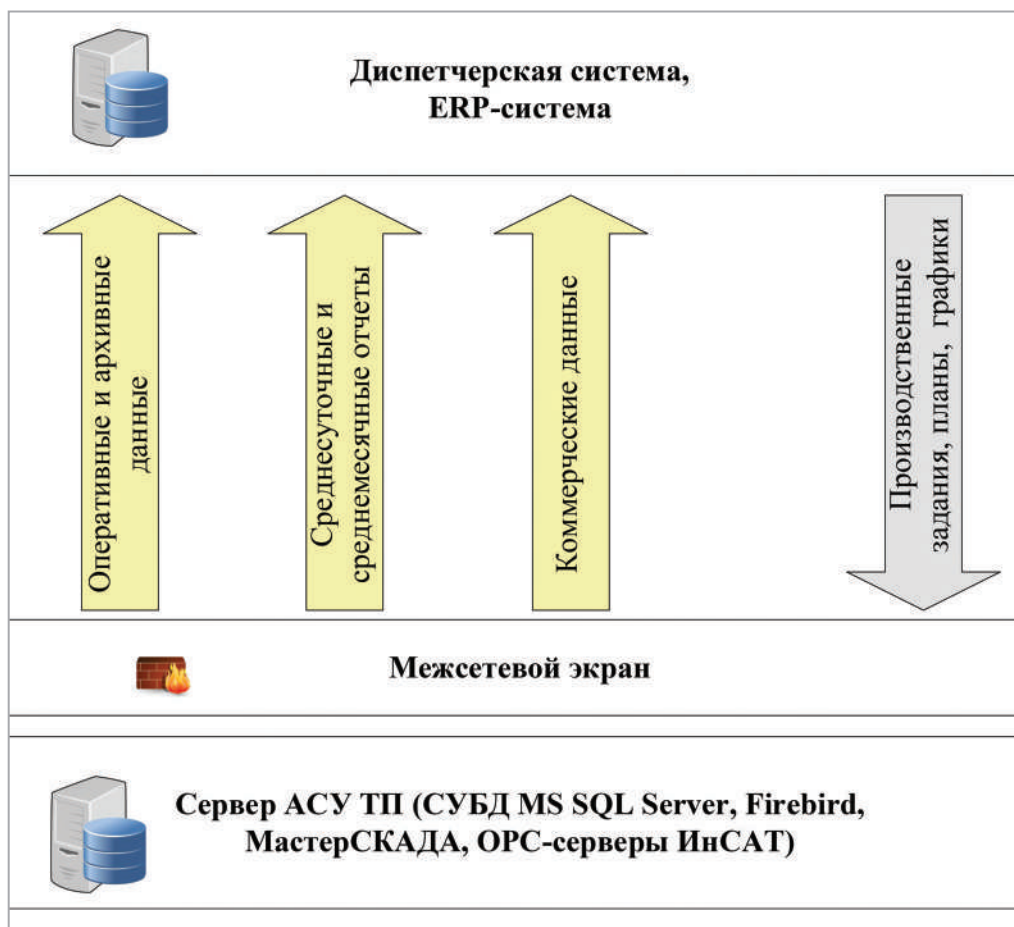 Диспетчерская система,
ERP-система
Оперативные и архивные
данные
Среднесуточные и
среднемесячные отчеты
Коммерческие данные
Производственные
задания, планы, графики
Межсетевой экран
Сервер АСУ ТП (СУБД MS SQL Server, Firebird,
МастерСКАДА, OPC-серверы ИнСАТ)